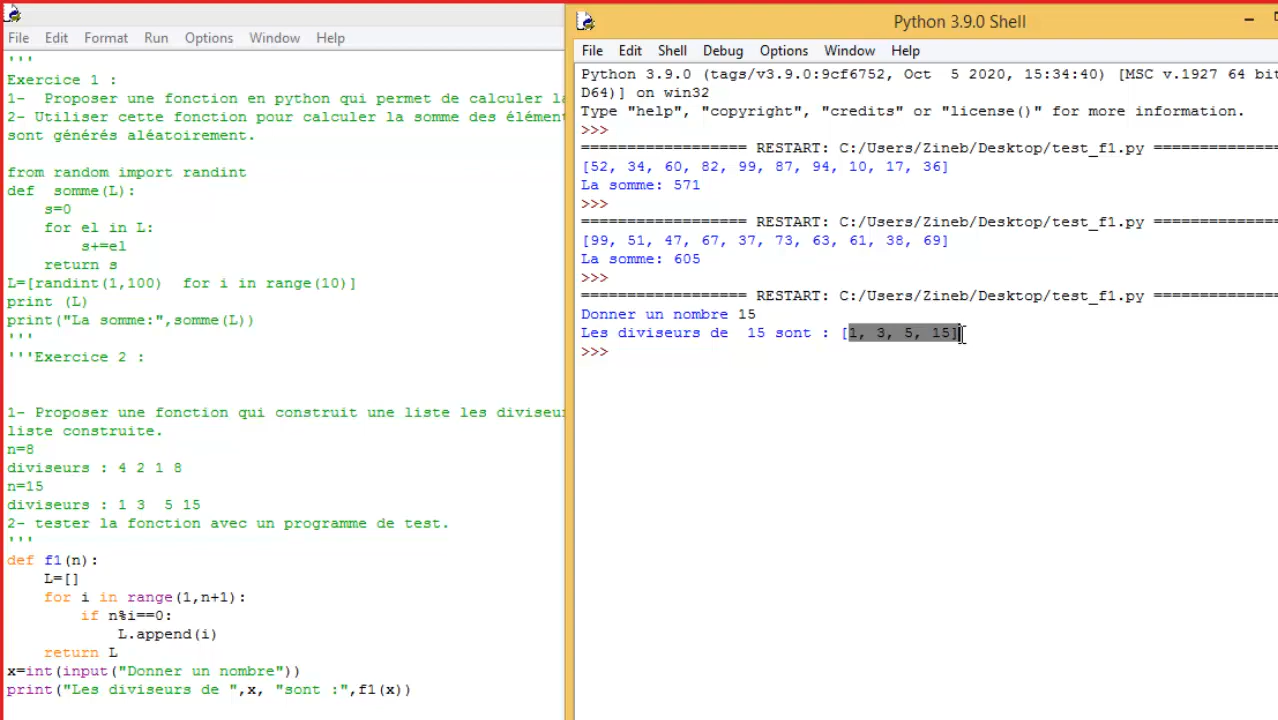 File Edit Format Run Options Window Help
'''
Exercice 1 :
1-  Proposer une fonction en python qui permet de calculer
2- Utiliser cette fonction pour calculer la somme des
sont générés aléatoirement.
from random import randint
def  somme(L):
    s=0
    for el in L:
        s+=el
    return s
L=[randint(1,100)  for i in range(10)]
print (L)
print("La somme:",somme(L))
'''
'''Exercice 2 :
1- Proposer une fonction qui construit une liste les
liste construite.
n=8
diviseurs : 4 2 1 8
n=15
diviseurs : 1 3  5 15
2- tester la fonction avec un programme de test.
'''
def f1(n):
    L=[]
    for i in range(1,n+1):
        if n%i==0:
            L.append(i)
    return L
x=int(input("Donner un nombre"))
print("Les diviseurs de ",x, "sont :",f1(x))
Python 3.9.0 Shell
File Edit Shell Debug Options Window Help
Python 3.9.0 (tags/v3.9.0:9cf6752, Oct  5 2020, 15:34:40) [MSC v.1927 64 bit
D64)] on win32
Type "help", "copyright", "credits" or "license()" for more information.
>>>
=================== RESTART: C:/Users/Zineb/Desktop/test_f1.py ==============
[52, 34, 60, 82, 99, 87, 94, 10, 17, 36]
La somme: 571
>>>
=================== RESTART: C:/Users/Zineb/Desktop/test_f1.py ==============
[99, 51, 47, 67, 37, 73, 63, 61, 38, 69]
La somme: 605
>>>
=================== RESTART: C:/Users/Zineb/Desktop/test_f1.py ==============
Donner un nombre 15
Les diviseurs de  15 sont : [1, 3, 5, 15]
>>>